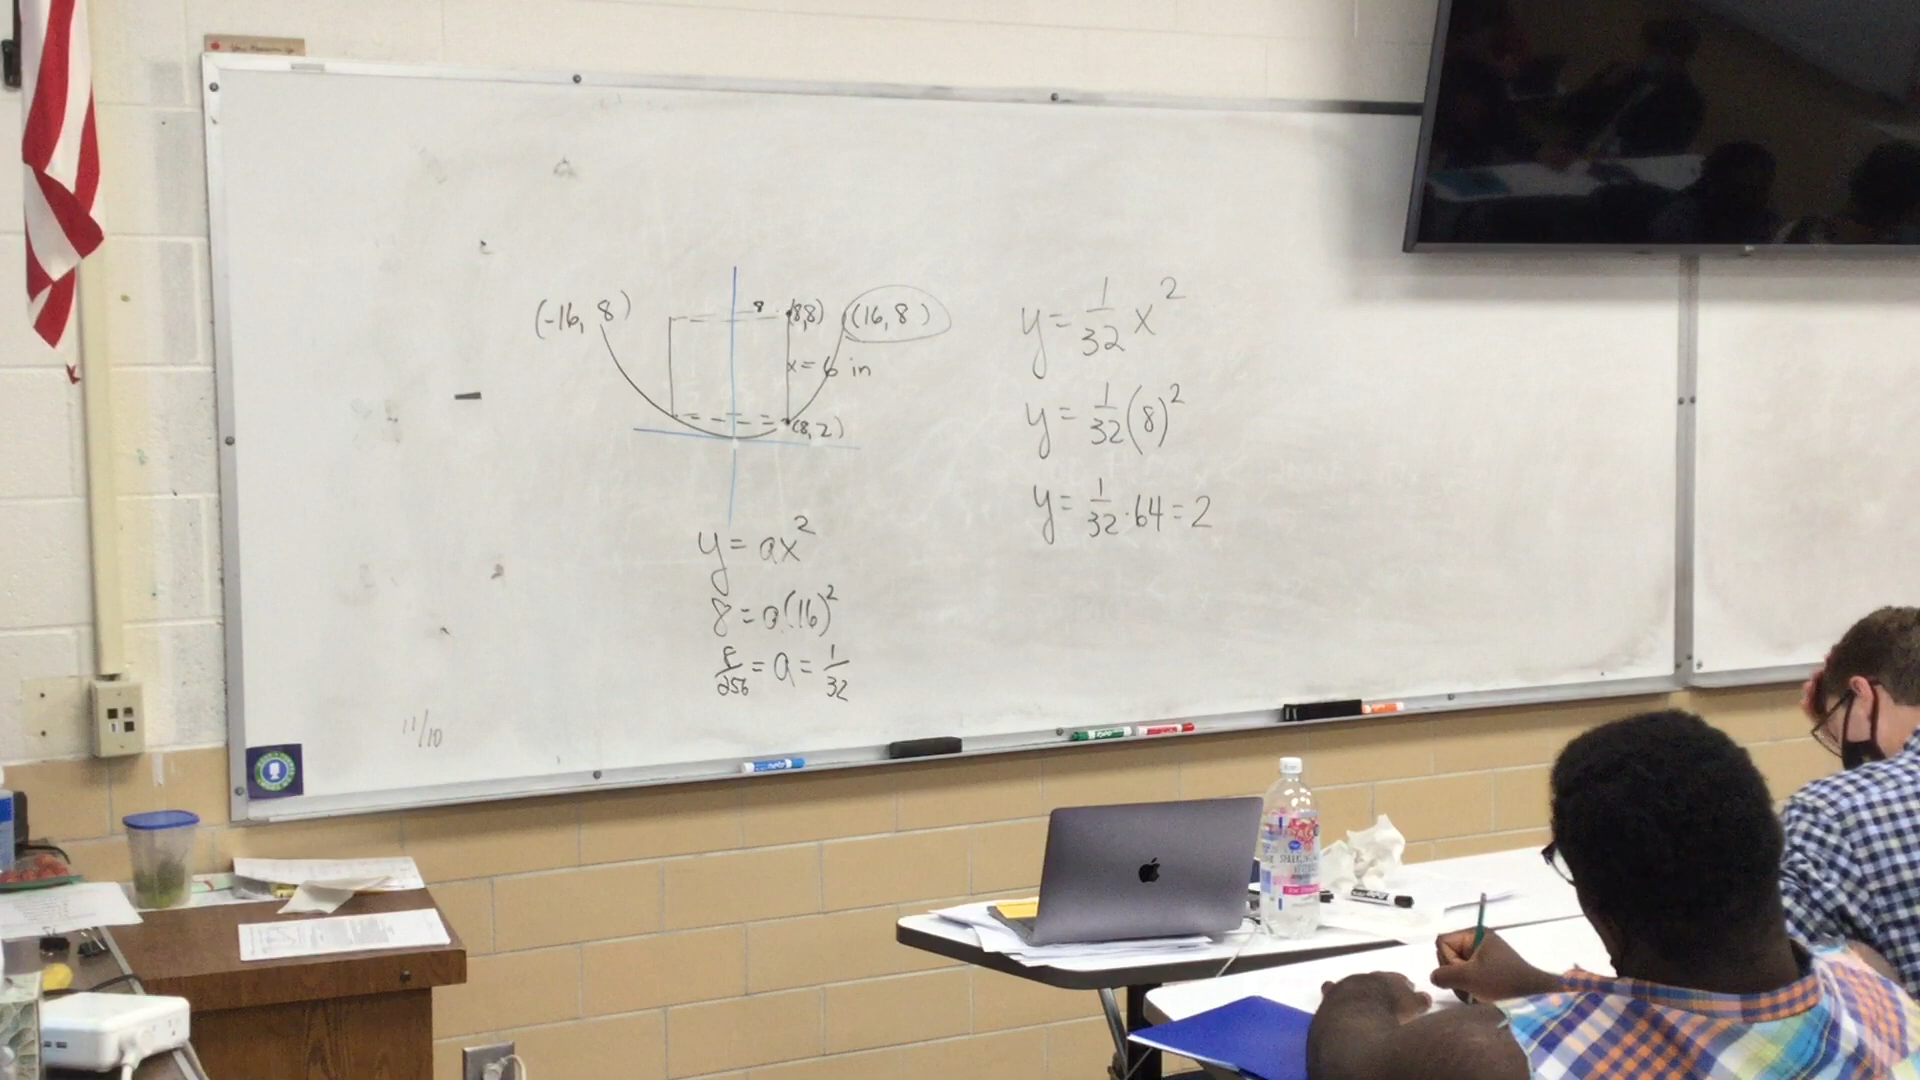 (-16, 8)
8
(8,8)
(16, 8)
x = 6 in
(8,2)
y = ax²
8 = a(16)²
8/256 = a = 1/32
y = 1/32 x²
y = 1/32 (8)²
y = 1/32 · 64 = 2
11/10